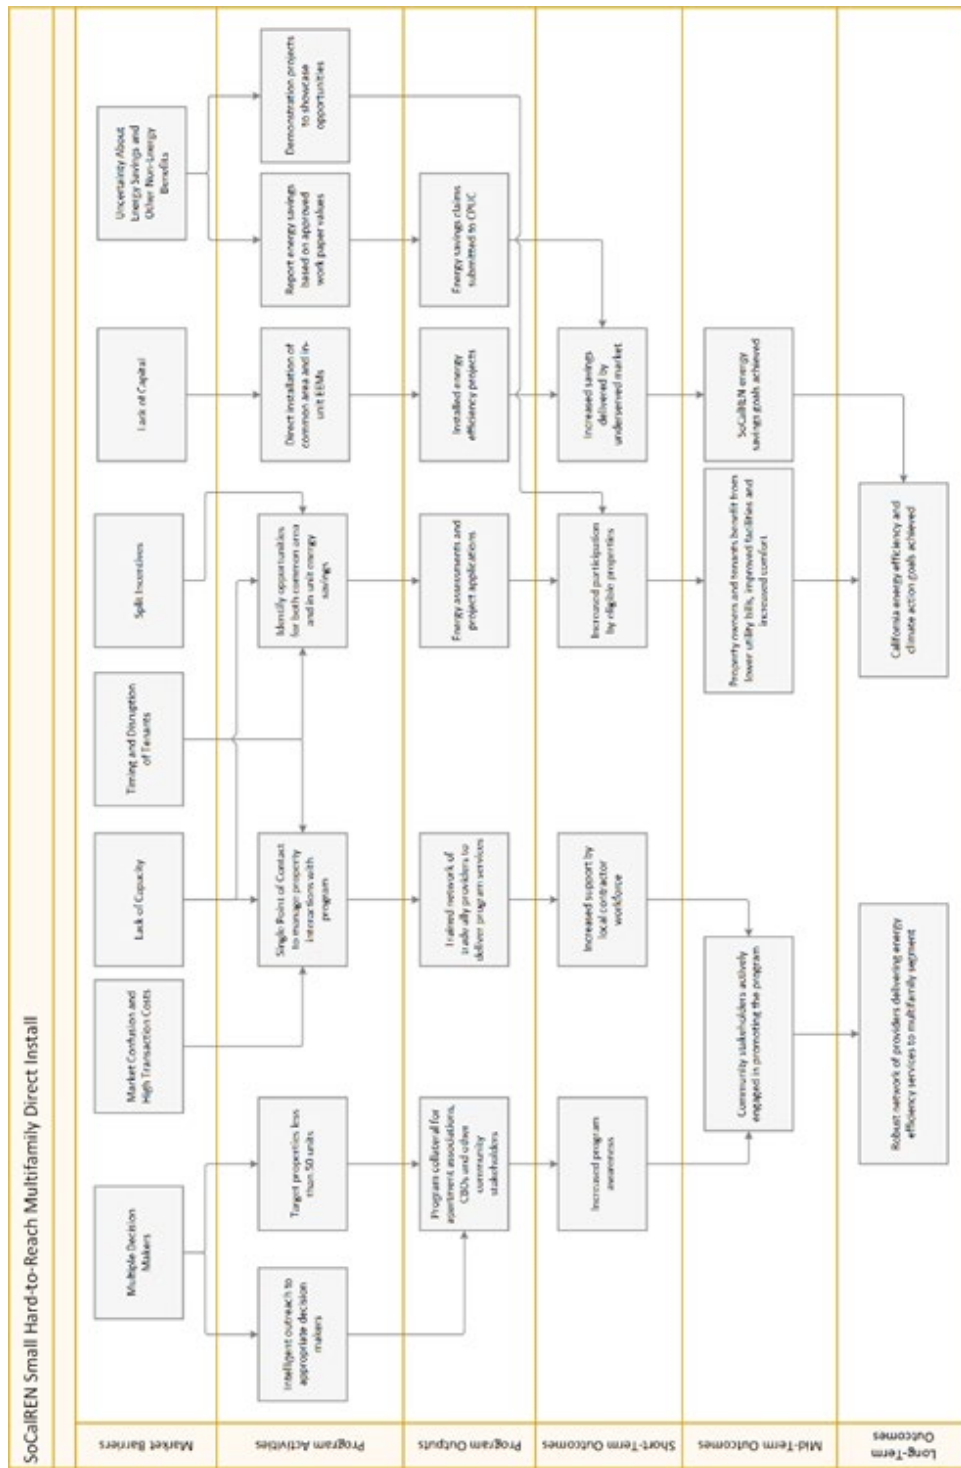 SoCalREN Small Hard-to-Reach Multifamily Direct Install
Market Barriers
Multiple Decision
Makers
Market Confusion and
High Transaction Costs
Lack of Capacity
Timing and Disruption
of Tenants
Split Incentives
Lack of Capital
Uncertainty About
Energy Savings and
Other Non-Energy
Benefits
Program Activities
Intelligent outreach to
appropriate decision
makers
Target properties less
than 50 units
Single Point of Contact
to manage property
interactions with
program
Identify opportunities
for both common area
and in unit energy
savings
Direct installation of
common area and in-
unit EEMs
Report energy savings
based on approved
work paper values
Demonstration projects
to showcase
opportunities
Program Outputs
Program collateral for
apartment associations,
CBOs and other
community
stakeholders
Trained network of
trade ally providers to
deliver program services
Energy assessments and
project applications
Installed energy
efficiency projects
Energy savings claims
submitted to CPUC
Short-Term Outcomes
Increased program
awareness
Increased support by
local contractor
workforce
Increased participation
by eligible properties
Increased savings
delivered by
underserved market
Mid-Term Outcomes
Community stakeholders actively
engaged in promoting the program
Property owners and tenants benefit from
lower utility bills, improved facilities and
increased comfort
SoCalREN energy
savings goals achieved
Long-Term
Outcomes
Robust network of providers delivering energy
efficiency services to multifamily segment
California energy efficiency and
climate action goals achieved